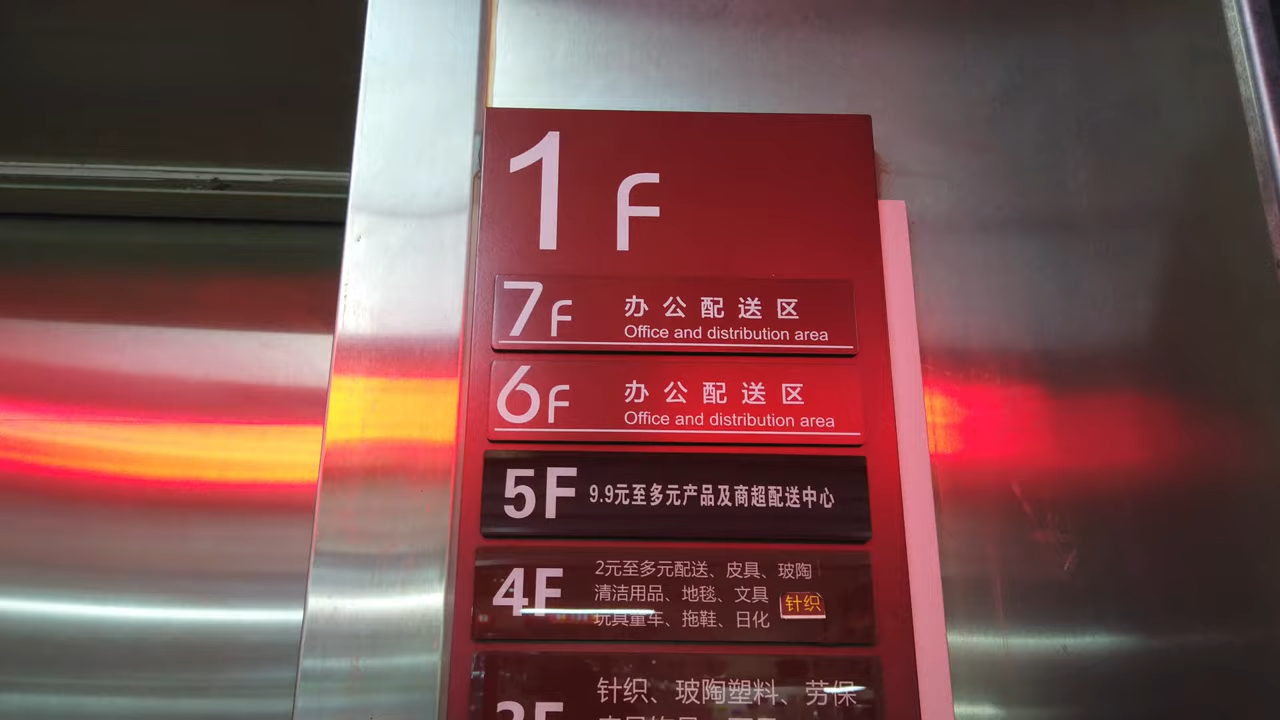 1F
7F 办公配送区
Office and distribution area
6F 办公配送区
Office and distribution area
5F 9.9元至多元产品及商超配送中心
4F 2元至多元配送、皮具、玻陶
清洁用品、地毯、文具 针织
玩具童车、拖鞋、日化
3F 针织、玻陶塑料、劳保